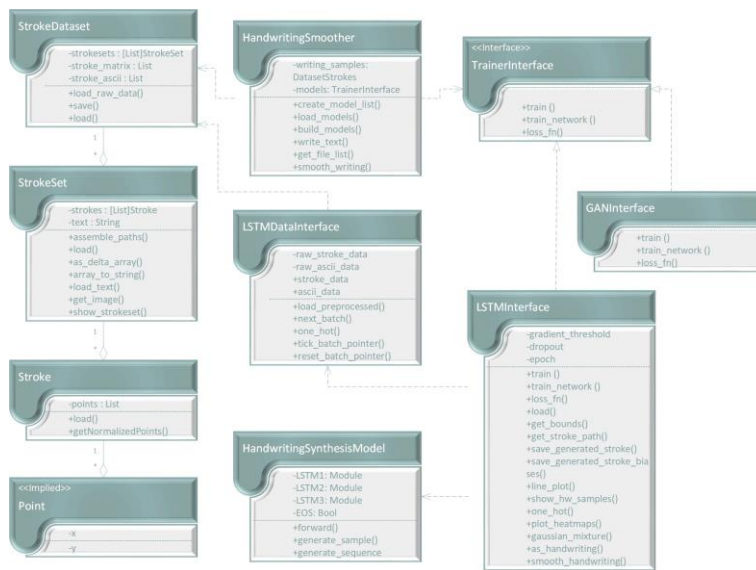 StrokeDataset
-strokesets : [List]StrokeSet
-stroke_matrix : List
-stroke_ascii : List
+load_raw_data()
+save()
+load()
1
*
StrokeSet
-strokes : [List]Stroke
-text : String
+assemble_paths()
+load()
+as_delta_array()
+array_to_string()
+load_text()
+get_image()
+show_strokeset()
1
*
Stroke
-points : List
+load()
+getNormalizedPoints()
1
*
<<Implied>>
Point
-x
-y
HandwritingSmoother
-writing_samples:
DatasetStrokes
-models: TrainerInterface
+create_model_list()
+load_models()
+build_models()
+write_text()
+get_file_list()
+smooth_writing()
LSTMDataInterface
-raw_stroke_data
-raw_ascii_data
+stroke_data
+ascii_data
+load_preprocessed()
+next_batch()
+one_hot()
+tick_batch_pointer()
+reset_batch_pointer()
HandwritingSynthesisModel
-LSTM1: Module
-LSTM2: Module
-LSTM3: Module
-EOS: Bool
+forward()
+generate_sample()
+generate_sequence
<<Interface>>
TrainerInterface
+train ()
+train_network ()
+loss_fn()
GANInterface
+train ()
+train_network ()
+loss_fn()
LSTMInterface
-gradient_threshold
-dropout
-epoch
+train ()
+train_network ()
+loss_fn()
+load()
+get_bounds()
+get_stroke_path()
+save_generated_stroke()
+save_generated_stroke_bia
ses()
+line_plot()
+show_hw_samples()
+one_hot()
+plot_heatmaps()
+gaussian_mixture()
+as_handwriting()
+smooth_handwriting()